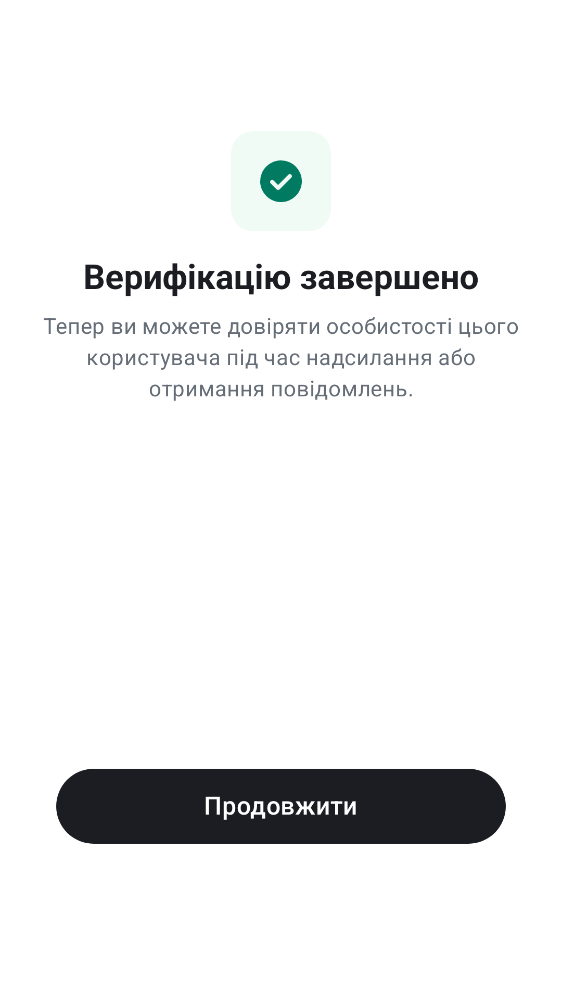 Верифікацію завершено
Тепер ви можете довіряти особистості цього
користувача під час надсилання або
отримання повідомлень.
Продовжити